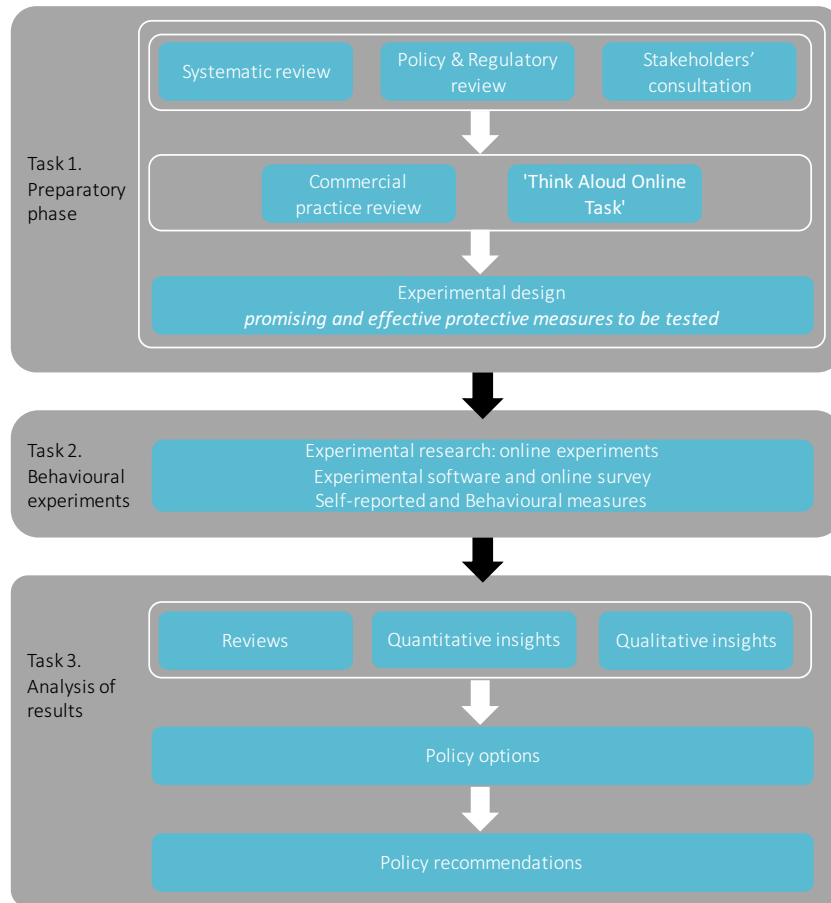 Systematic review
Policy & Regulatory
review
Stakeholders’
consultation
Task 1.
Preparatory
phase
Commercial
practice review
'Think Aloud Online
Task'
Experimental design
promising and effective protective measures to be tested
Task 2.
Behavioural
experiments
Experimental research: online experiments
Experimental software and online survey
Self-reported and Behavioural measures
Task 3.
Analysis of
results
Reviews
Quantitative insights
Qualitative insights
Policy options
Policy recommendations